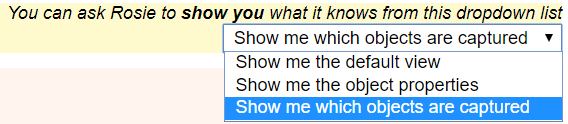 You can ask Rosie to show you what it knows from this dropdown list
Show me which objects are captured
Show me the default view
Show me the object properties
Show me which objects are captured